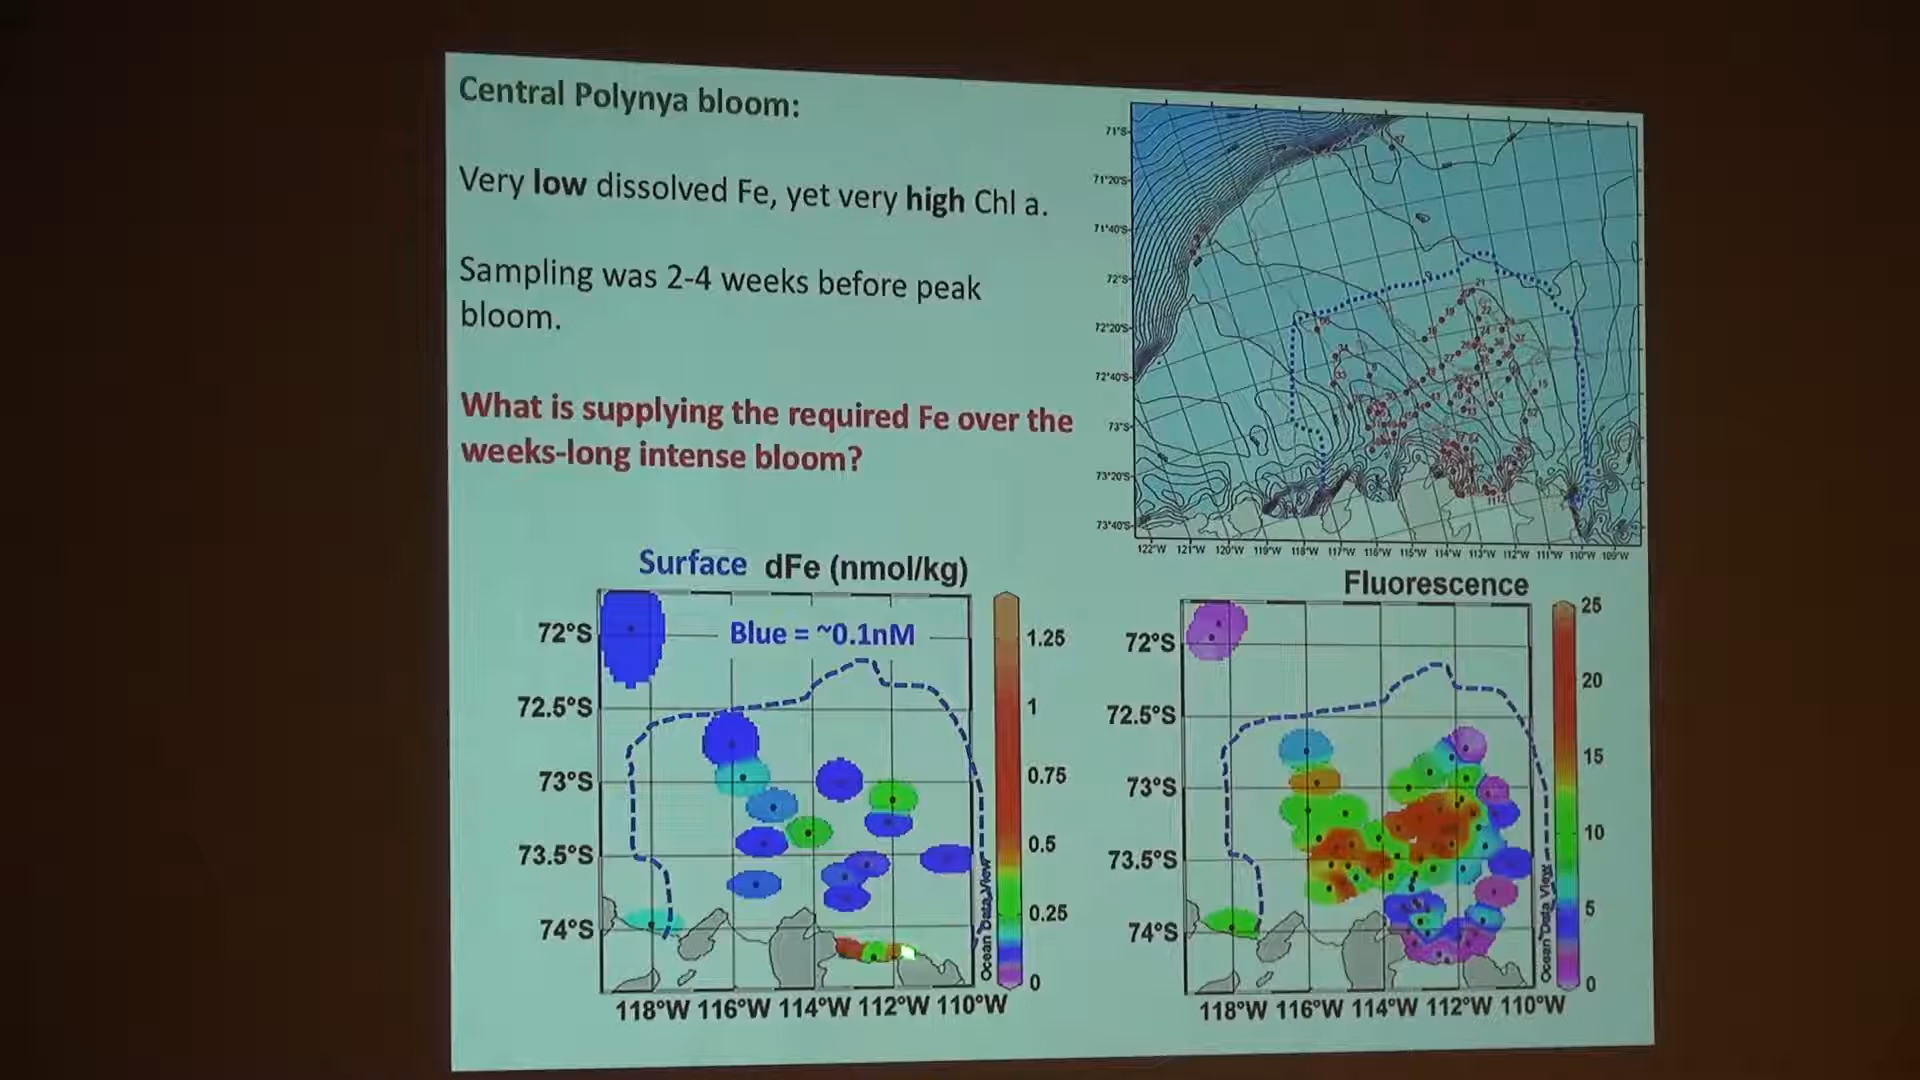 Central Polynya bloom:
Very low dissolved Fe, yet very high Chl a.
Sampling was 2-4 weeks before peak
bloom.
What is supplying the required Fe over the
weeks-long intense bloom?
71°S
71°20'S
71°40'S
72°S
72°20'S
72°40'S
73°S
73°20'S
73°40'S
122°W 121°W 120°W 119°W 118°W 117°W 116°W 115°W 114°W 113°W 112°W 111°W 110°W 109°W
Surface dFe (nmol/kg)
Blue = ~0.1nM
72°S
72.5°S
73°S
73.5°S
74°S
118°W 116°W 114°W 112°W 110°W
1.25
1
0.75
0.5
0.25
0
Ocean Data View
Fluorescence
72°S
72.5°S
73°S
73.5°S
74°S
118°W 116°W 114°W 112°W 110°W
25
20
15
10
5
0
Ocean Data View